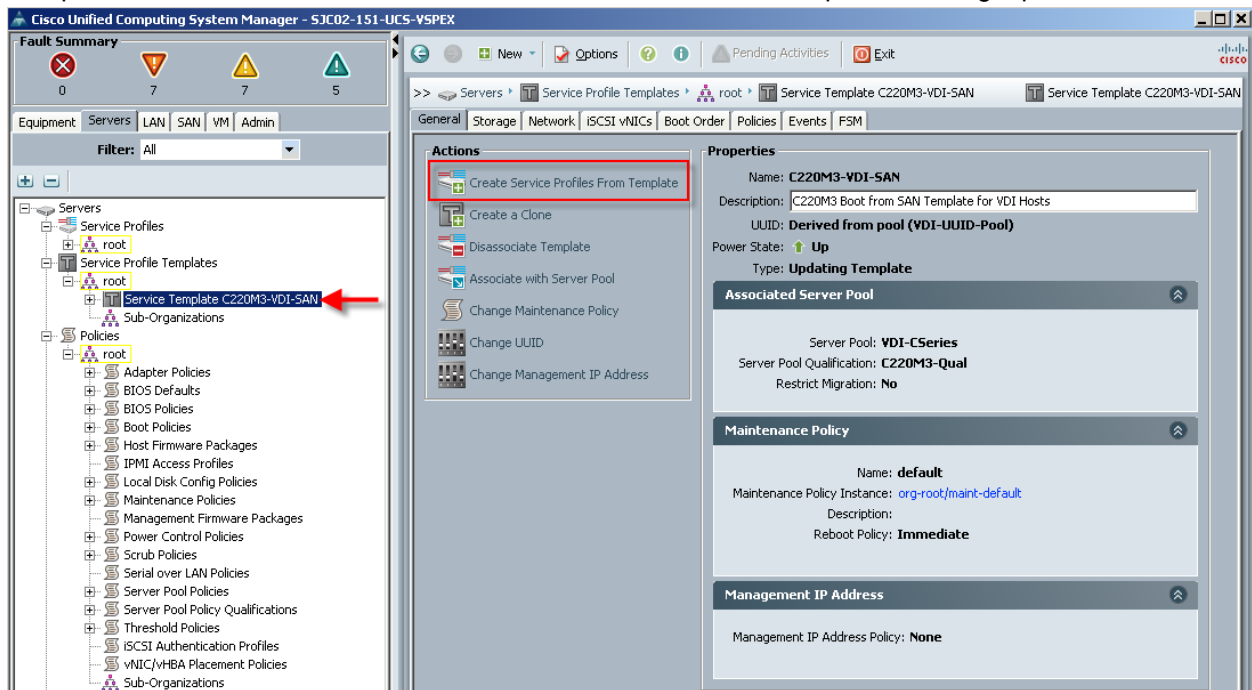 Cisco Unified Computing System Manager - SJC02-151-UCS-VSPEX
Fault Summary
0 7 7 5
New Options Pending Activities Exit
CISCO
>> Servers Service Profile Templates root Service Template C220M3-VDI-SAN Service Template C220M3-VDI-SAN
Equipment Servers LAN SAN VM Admin
Filter: All
General Storage Network iSCSI vNICs Boot Order Policies Events FSM
Servers
Service Profiles
root
Service Profile Templates
root
Service Template C220M3-VDI-SAN
Sub-Organizations
Policies
root
Adapter Policies
BIOS Defaults
BIOS Policies
Boot Policies
Host Firmware Packages
IPMI Access Profiles
Local Disk Config Policies
Maintenance Policies
Management Firmware Packages
Power Control Policies
Scrub Policies
Serial over LAN Policies
Server Pool Policies
Server Pool Policy Qualifications
Threshold Policies
iSCSI Authentication Profiles
vNIC/vHBA Placement Policies
Sub-Organizations
Actions
Create Service Profiles From Template
Create a Clone
Disassociate Template
Associate with Server Pool
Change Maintenance Policy
Change UUID
Change Management IP Address
Properties
Name: C220M3-VDI-SAN
Description: C220M3 Boot from SAN Template for VDI Hosts
UUID: Derived from pool (VDI-UUID-Pool)
Power State: Up
Type: Updating Template
Associated Server Pool
Server Pool: VDI-CSeries
Server Pool Qualification: C220M3-Qual
Restrict Migration: No
Maintenance Policy
Name: default
Maintenance Policy Instance: org-root/maint-default
Description:
Reboot Policy: Immediate
Management IP Address
Management IP Address Policy: None